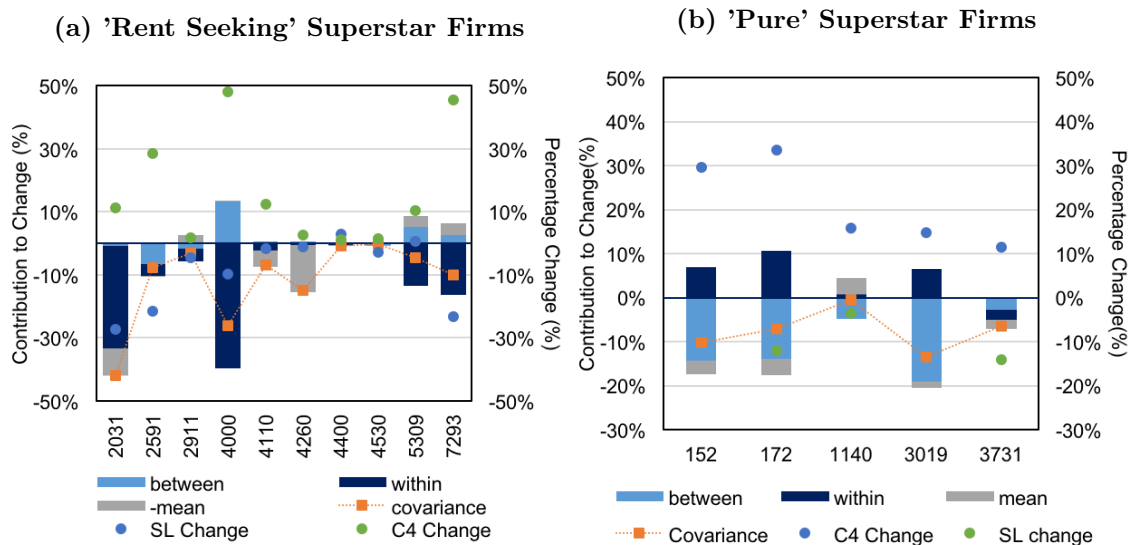 (a) 'Rent Seeking' Superstar Firms
50%
30%
10%
-10%
-30%
-50%
Contribution to Change (%)
50%
30%
10%
-10%
-30%
-50%
Percentage Change (%)
2031 2591 2911 4000 4110 4260 4400 4530 5309 7293
between within
-mean covariance
SL Change C4 Change
(b) 'Pure' Superstar Firms
50%
40%
30%
20%
10%
0%
-10%
-20%
-30%
Contribution to Change(%)
50%
40%
30%
20%
10%
0%
-10%
-20%
-30%
Percentage Change(%)
152 172 1140 3019 3731
between within mean
Covariance C4 Change SL change